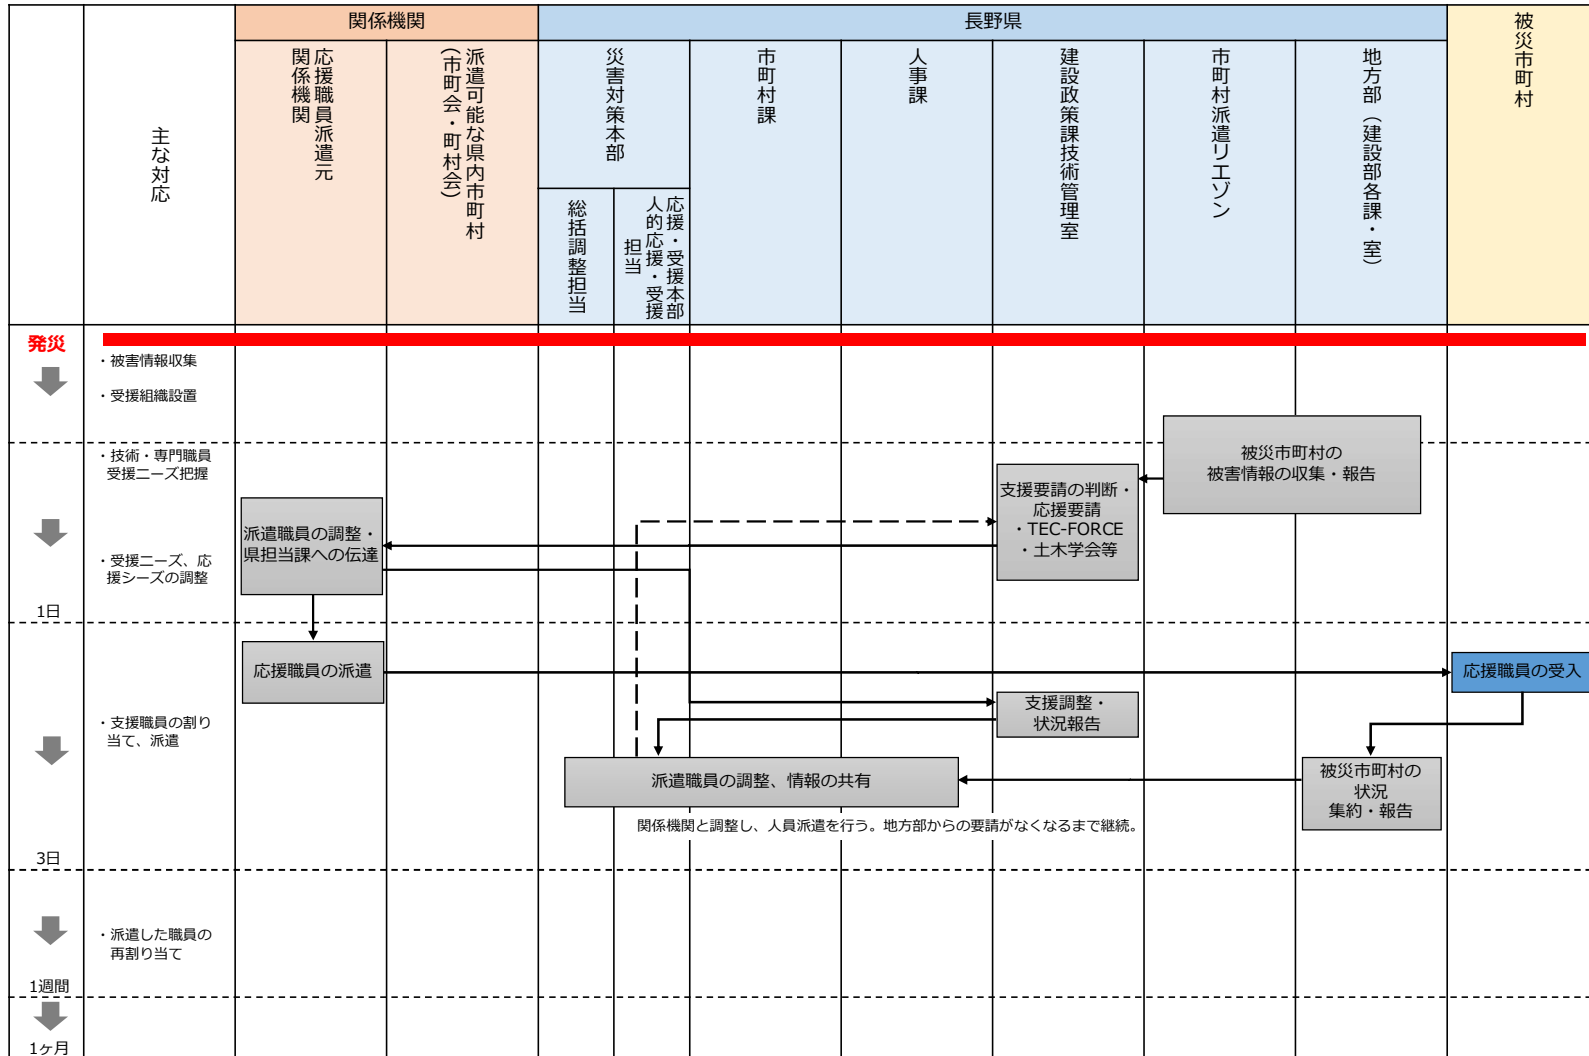 主な対応
関係機関
応援職員派遣元
関係機関
派遣可能な県内市町村
(市町会・町村会)
長野県
災害対策本部
総括調整担当
応援・受援本部
人的応援・受援
担当
市町村課
人事課
建設政策課技術管理室
市町村派遣リエゾン
地方部(建設部各課・室)
被災市町村
発災
・被害情報収集
・受援組織設置
・技術・専門職員
受援ニーズ把握
・受援ニーズ、応
援シーズの調整
1日
被災市町村の
被害情報の収集・報告
支援要請の判断・
応援要請
・TEC-FORCE
・土木学会等
派遣職員の調整・
県担当課への伝達
・支援職員の割り
当て、派遣
3日
応援職員の派遣
応援職員の受入
支援調整・
状況報告
派遣職員の調整、情報の共有
被災市町村の
状況
集約・報告
関係機関と調整し、人員派遣を行う。地方部からの要請がなくなるまで継続。
・派遣した職員の
再割り当て
1週間
1ヶ月